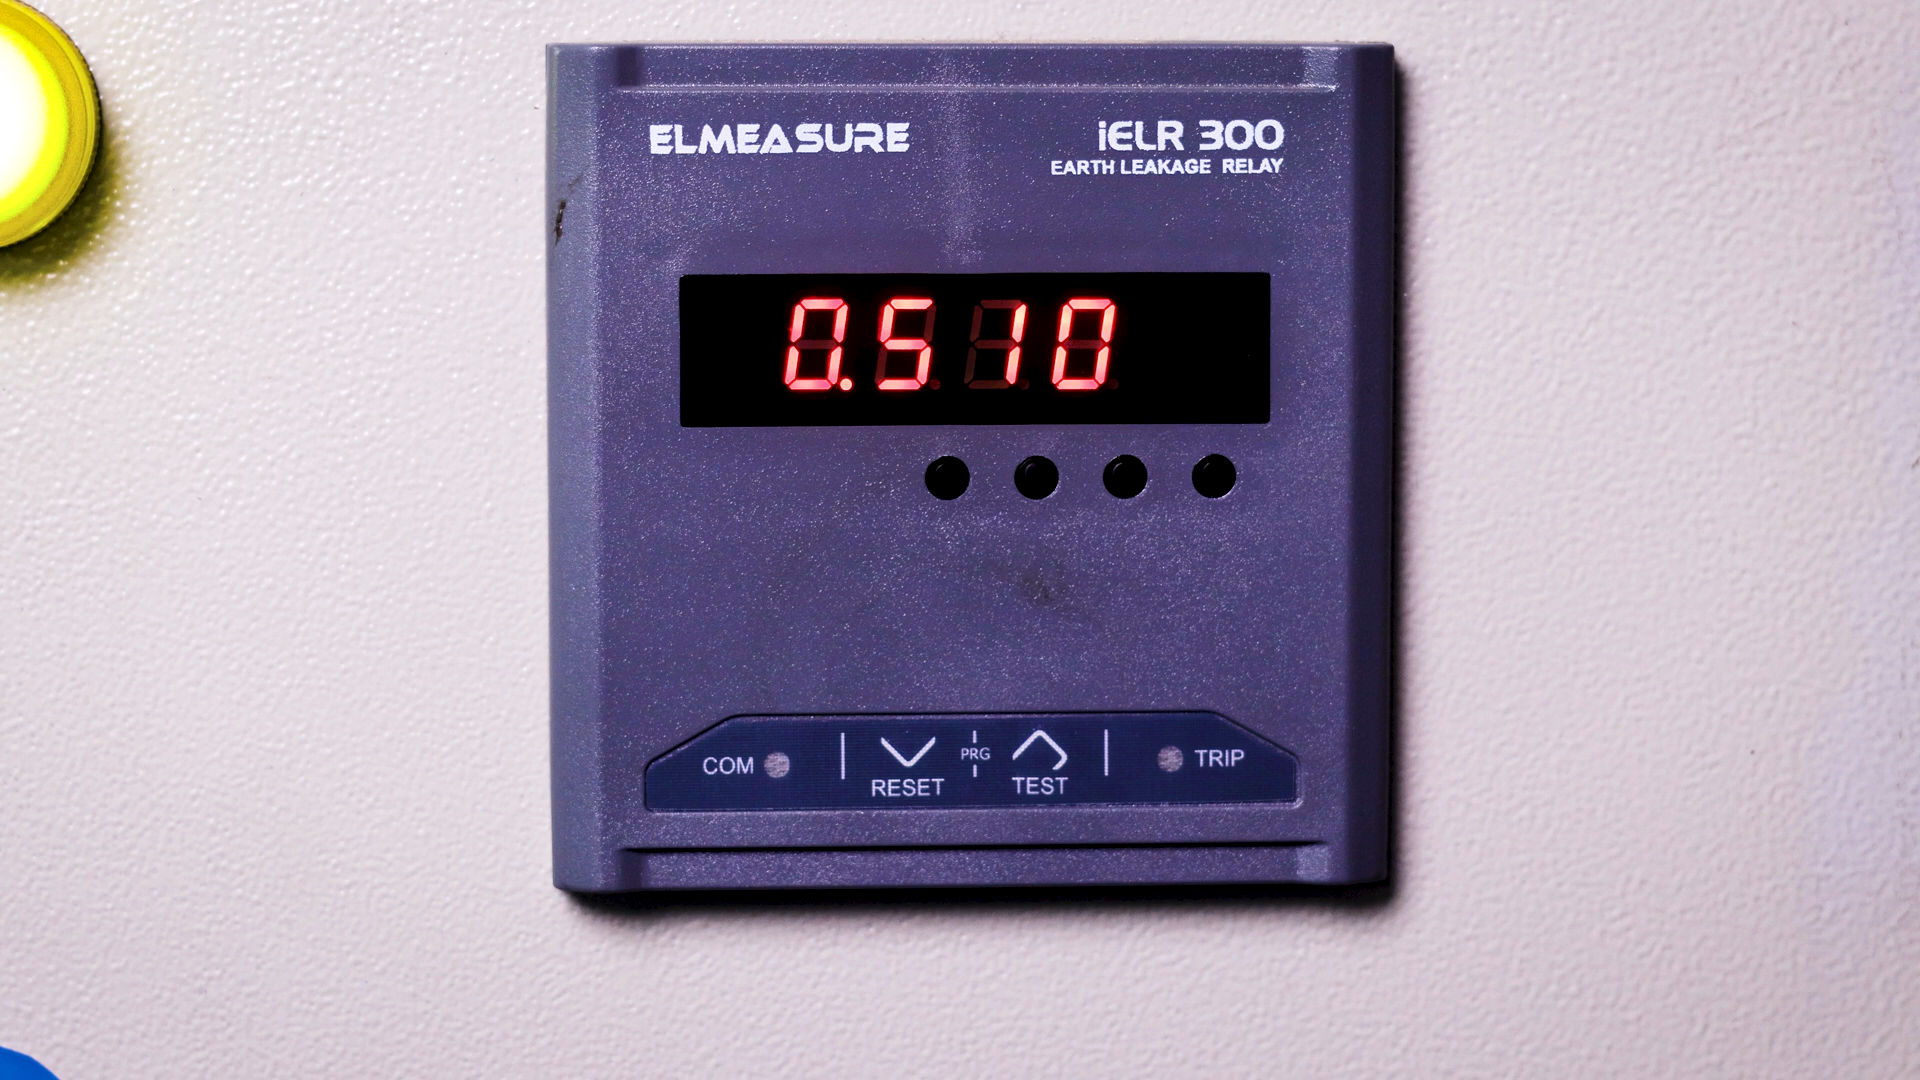 ELMEASURE
iELR 300
EARTH LEAKAGE RELAY
0.510
COM
RESET
PRG
TEST
TRIP